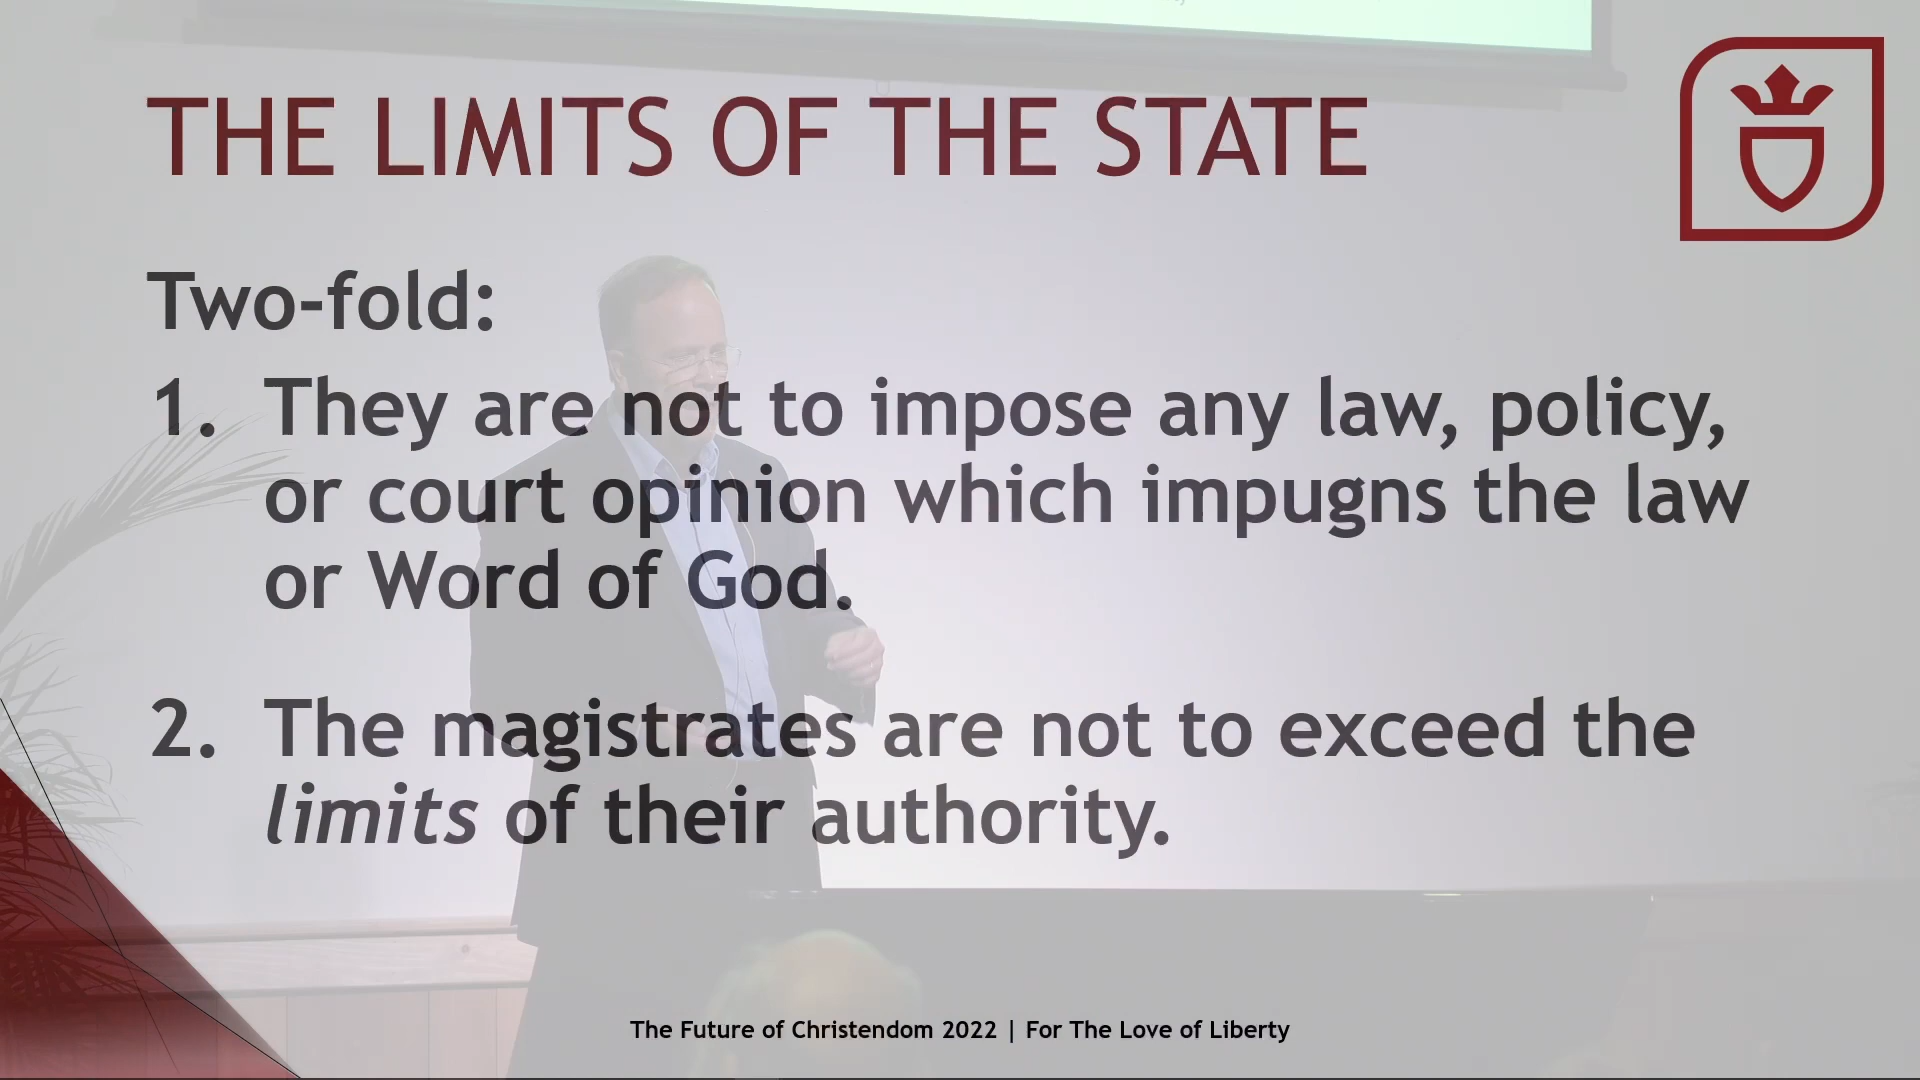 THE LIMITS OF THE STATE
Two-fold:
1. They are not to impose any law, policy,
or court opinion which impugns the law
or Word of God.
2. The magistrates are not to exceed the
limits of their authority.
The Future of Christendom 2022 | For The Love of Liberty